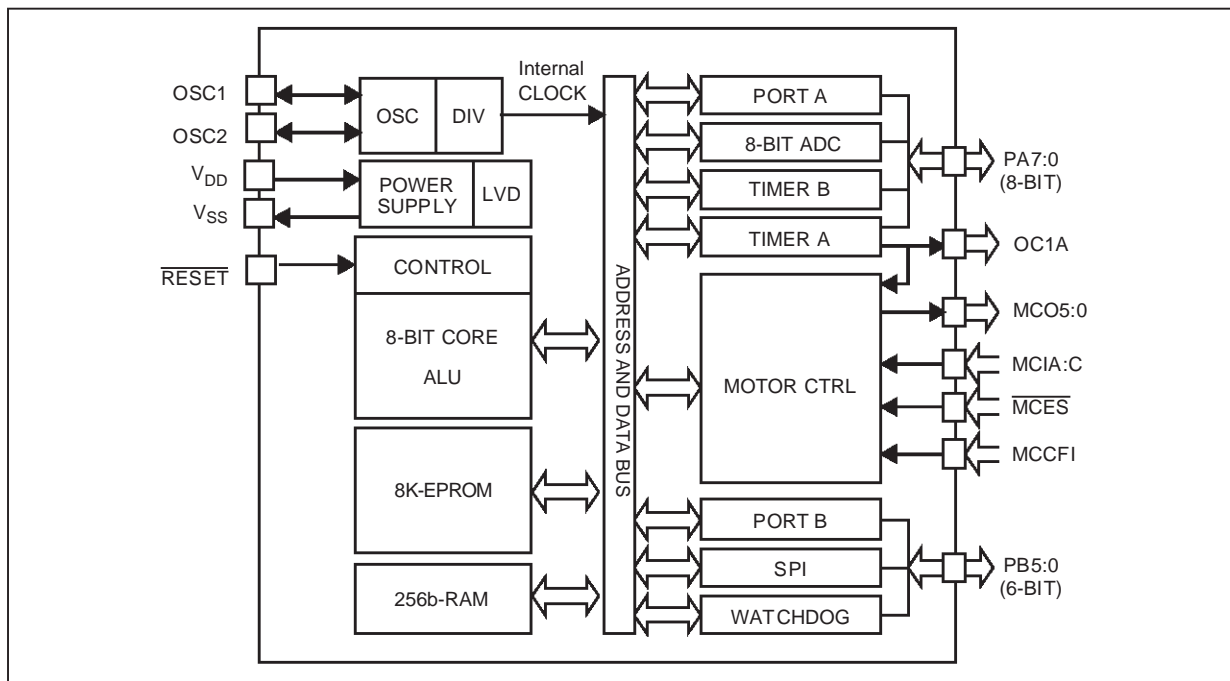 OSC1
OSC2
VDD
VSS
RESET
OSC
DIV
Internal
CLOCK
POWER
SUPPLY
LVD
CONTROL
8-BIT CORE
ALU
8K-EPROM
256b-RAM
ADDRESS AND DATA BUS
PORT A
8-BIT ADC
TIMER B
TIMER A
MOTOR CTRL
PORT B
SPI
WATCHDOG
PA7:0
(8-BIT)
OC1A
MCO5:0
MCIA:C
MCES
MCCFI
PB5:0
(6-BIT)